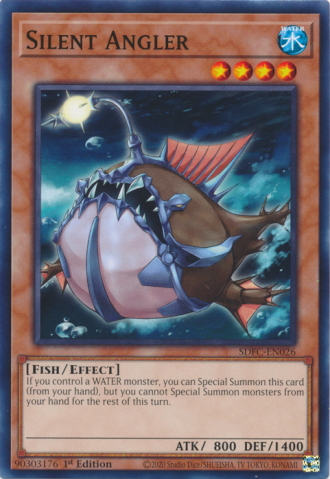 Silent Angler
WATER
水
SDFC-EN026
[Fish/Effect]
If you control a WATER monster, you can Special Summon this card
(from your hand), but you cannot Special Summon monsters from
your hand for the rest of this turn.
ATK/ 800 DEF/1400
90303176 1st Edition
©2020 Studio Dice/SHUEISHA, TV TOKYO, KONAMI